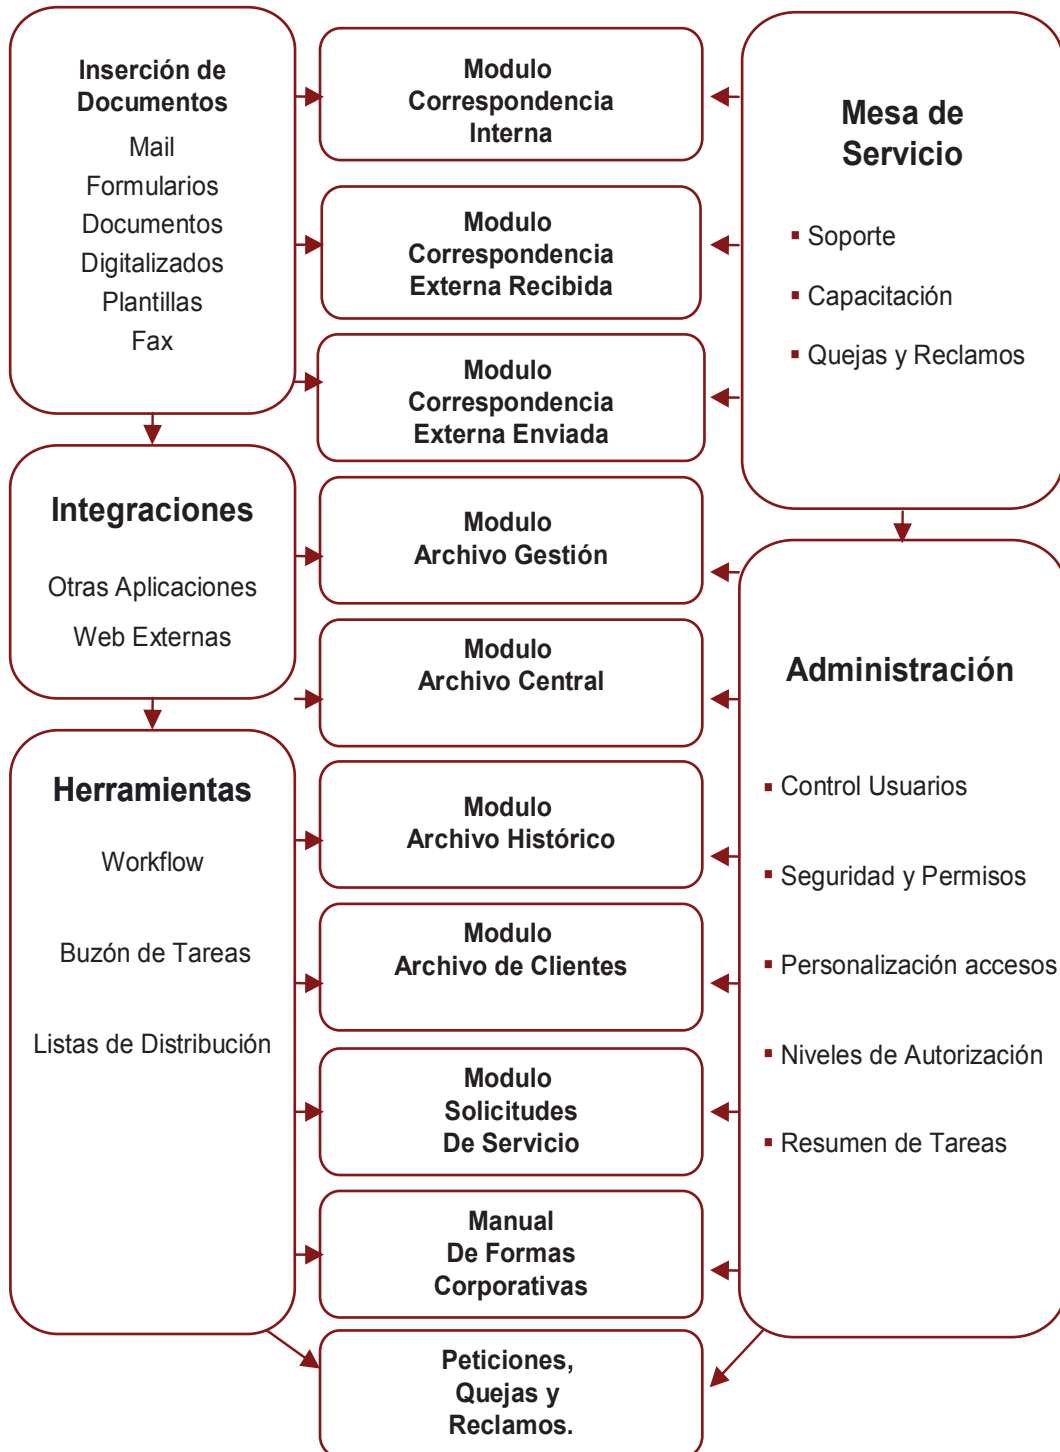 Inserción de
Documentos
Mail
Formularios
Documentos
Digitalizados
Plantillas
Fax
Integraciones
Otras Aplicaciones
Web Externas
Herramientas
Workflow
Buzón de Tareas
Listas de Distribución
Modulo
Correspondencia
Interna
Modulo
Correspondencia
Externa Recibida
Modulo
Correspondencia
Externa Enviada
Modulo
Archivo Gestión
Modulo
Archivo Central
Modulo
Archivo Histórico
Modulo
Archivo de Clientes
Modulo
Solicitudes
De Servicio
Manual
De Formas
Corporativas
Peticiones,
Quejas y
Reclamos.
Mesa de
Servicio
▪ Soporte
▪ Capacitación
▪ Quejas y Reclamos
Administración
▪ Control Usuarios
▪ Seguridad y Permisos
▪ Personalización accesos
▪ Niveles de Autorización
▪ Resumen de Tareas